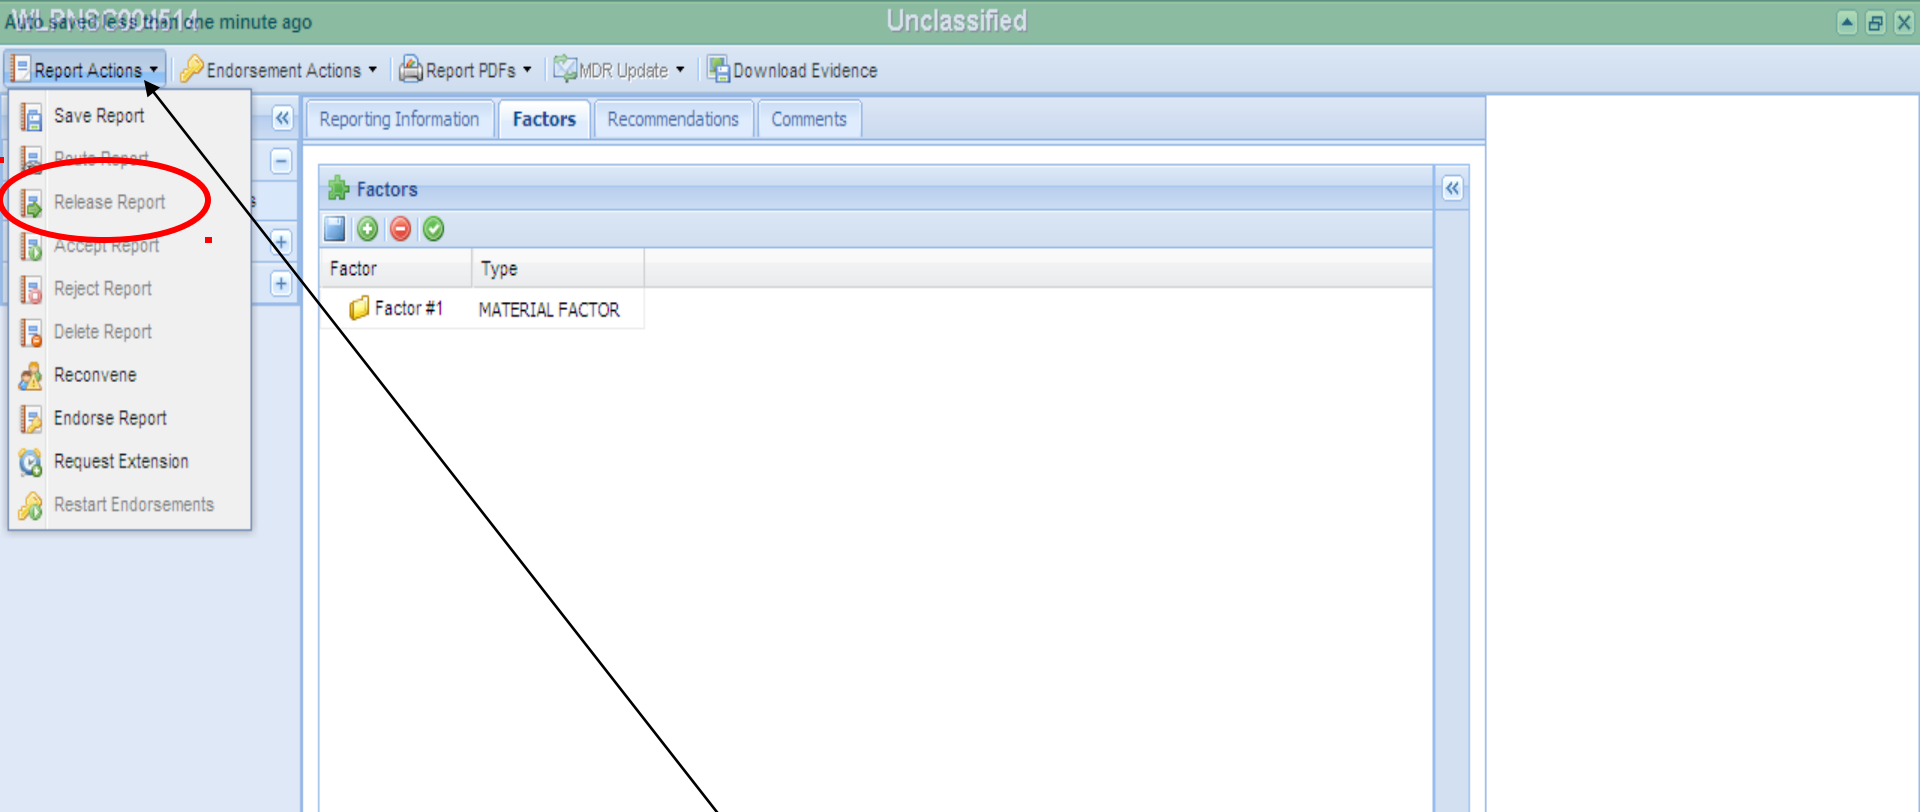 Auto saved less than one minute ago
Unclassified
Report Actions
Endorsement Actions
Report PDFs
MDR Update
Download Evidence
Save Report
Route Report
Release Report
Accept Report
Reject Report
Delete Report
Reconvene
Endorse Report
Request Extension
Restart Endorsements
Reporting Information
Factors
Recommendations
Comments
Factors
Factor Type
Factor #1 MATERIAL FACTOR